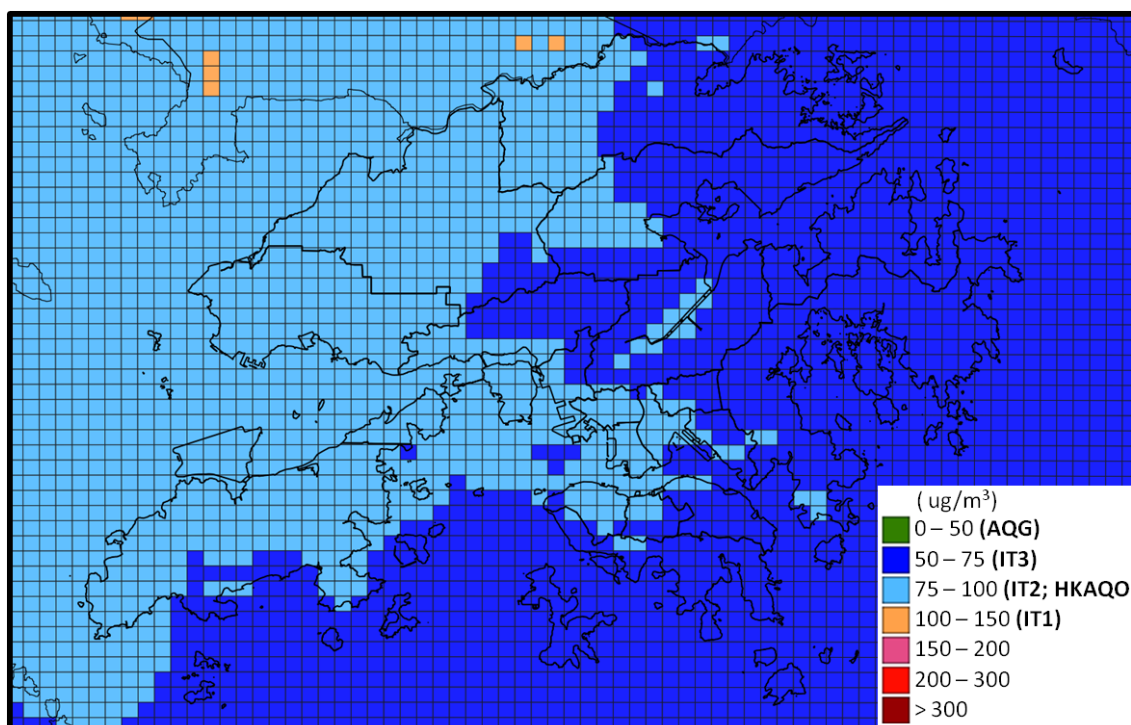 ( ug/m³)
0 – 50 (AQG)
50 – 75 (IT3)
75 – 100 (IT2; HKAQO
100 – 150 (IT1)
150 – 200
200 – 300
> 300